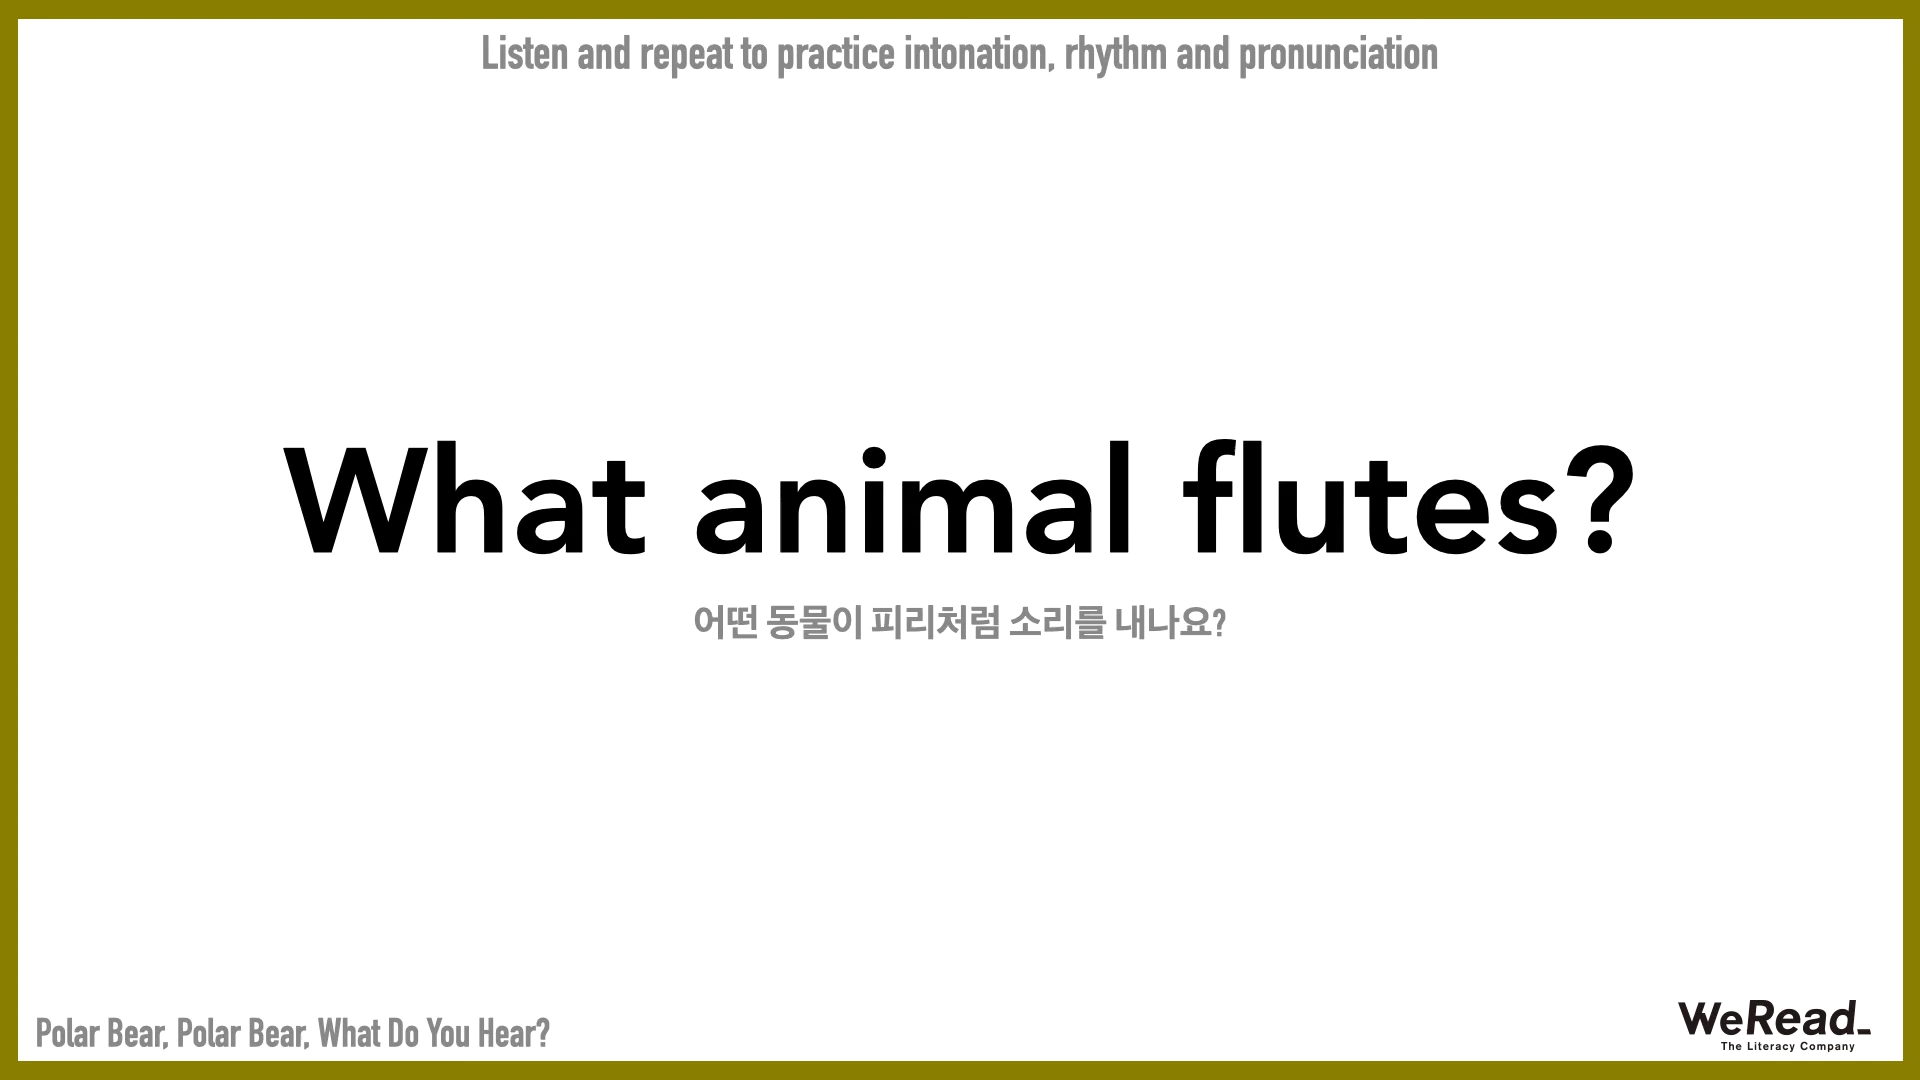 Listen and repeat to practice intonation, rhythm and pronunciation
What animal flutes?
어떤 동물이 피리처럼 소리를 내나요?
Polar Bear, Polar Bear, What Do You Hear?
WeRead_
The Literacy Company